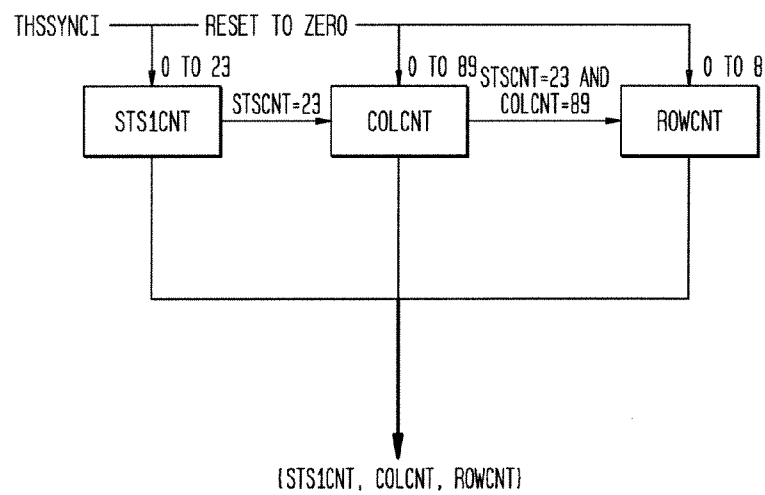 THSSYNCI — RESET TO ZERO
0 TO 23
0 TO 89
0 TO 8
STS1CNT
STSCNT=23
COLCNT
STSCNT=23 AND
COLCNT=89
ROWCNT
{STS1CNT, COLCNT, ROWCNT}